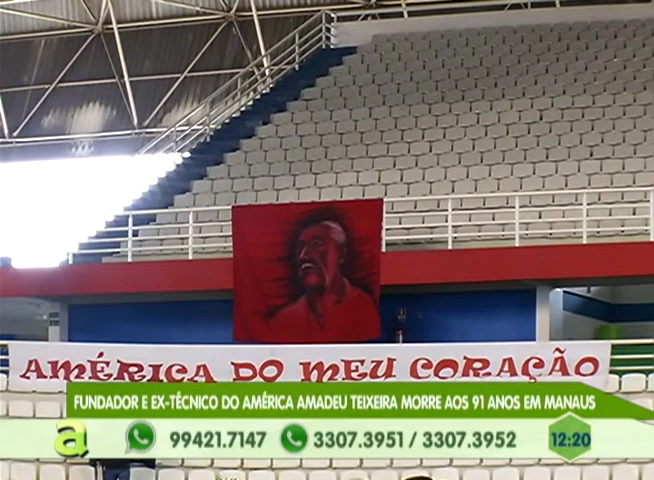 AMÉRICA DO MEU CORAÇÃO
FUNDADOR E EX-TÉCNICO DO AMÉRICA AMADEU TEIXEIRA MORRE AOS 91 ANOS EM MANAUS
a 99421.7147 3307.3951 / 3307.3952 12:20